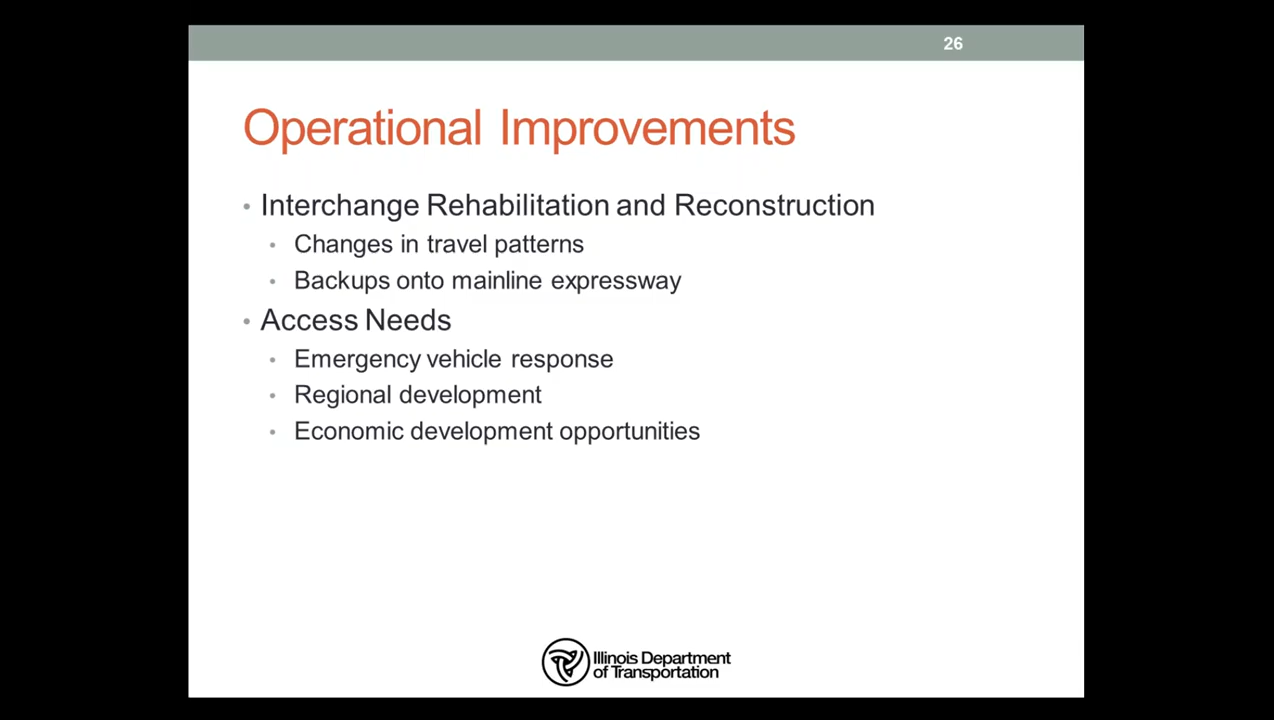 26
Operational Improvements
• Interchange Rehabilitation and Reconstruction
• Changes in travel patterns
• Backups onto mainline expressway
• Access Needs
• Emergency vehicle response
• Regional development
• Economic development opportunities
Illinois Department
of Transportation